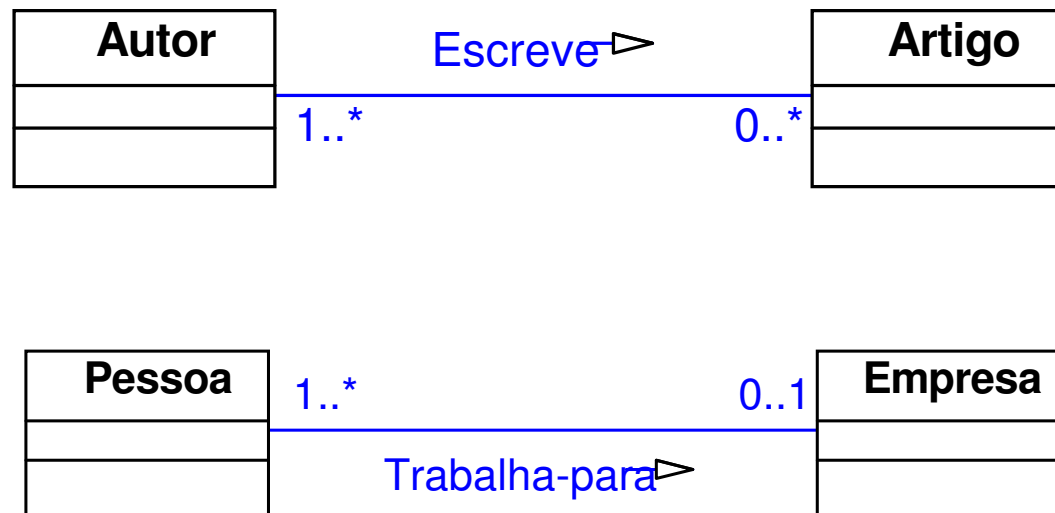 Autor
Escreve
Artigo
1..*
0..*
Pessoa
1..*
0..1
Empresa
Trabalha-para